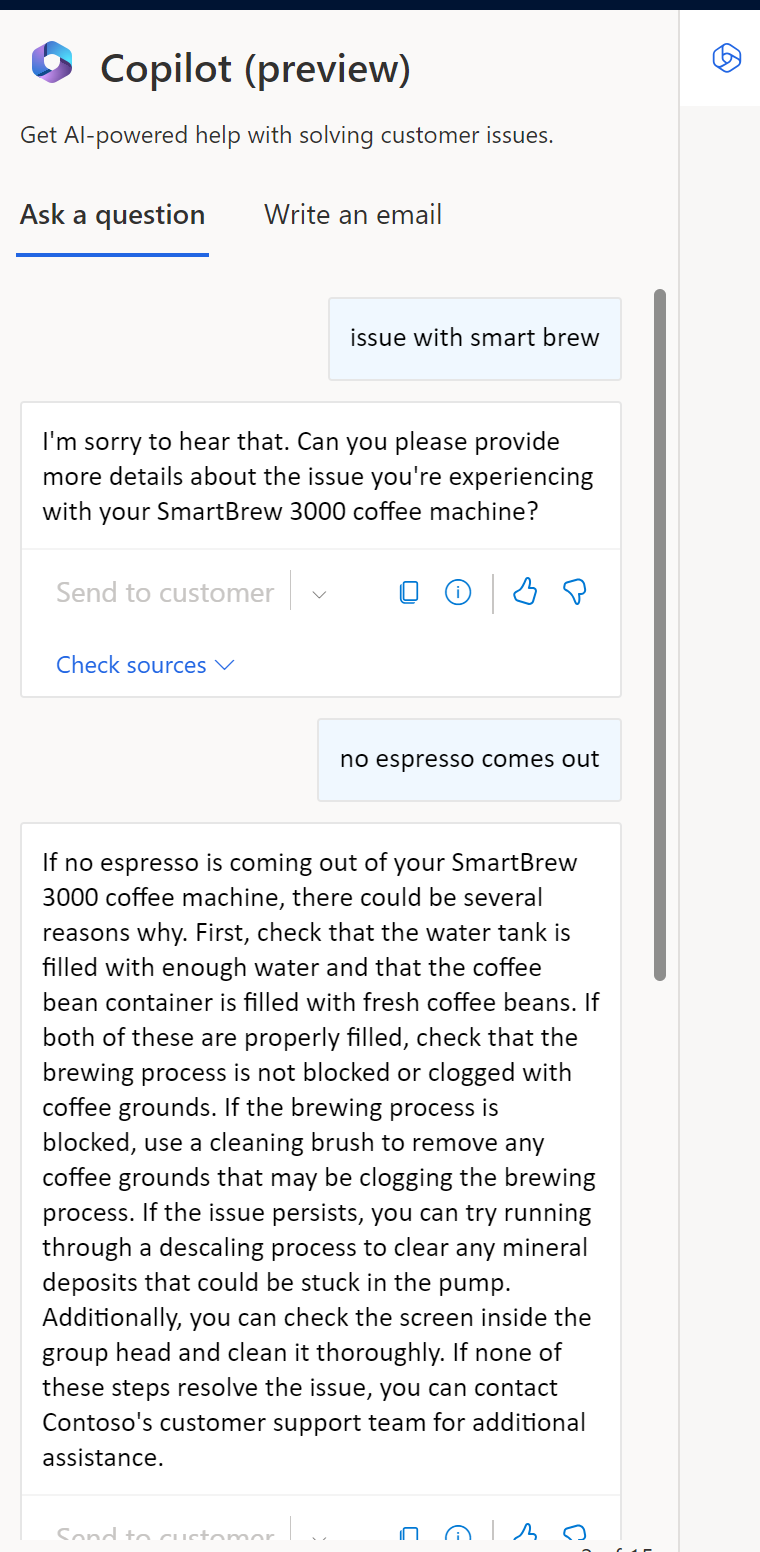 Copilot (preview)
Get AI-powered help with solving customer issues.
Ask a question
Write an email
issue with smart brew
I'm sorry to hear that. Can you please provide
more details about the issue you're experiencing
with your SmartBrew 3000 coffee machine?
Send to customer
Check sources
no espresso comes out
If no espresso is coming out of your SmartBrew
3000 coffee machine, there could be several
reasons why. First, check that the water tank is
filled with enough water and that the coffee
bean container is filled with fresh coffee beans. If
both of these are properly filled, check that the
brewing process is not blocked or clogged with
coffee grounds. If the brewing process is
blocked, use a cleaning brush to remove any
coffee grounds that may be clogging the brewing
process. If the issue persists, you can try running
through a descaling process to clear any mineral
deposits that could be stuck in the pump.
Additionally, you can check the screen inside the
group head and clean it thoroughly. If none of
these steps resolve the issue, you can contact
Contoso's customer support team for additional
assistance.
Send to customer